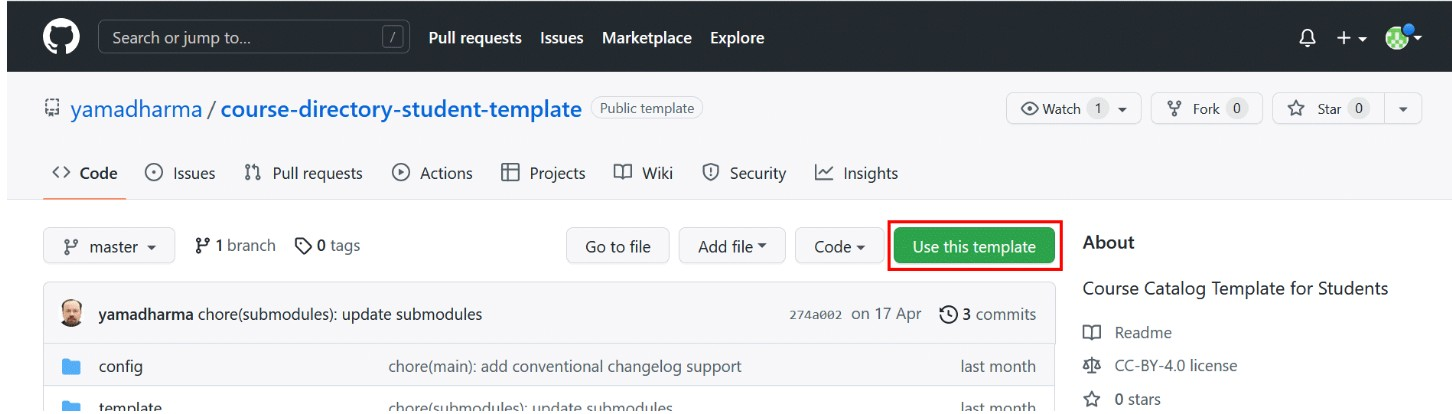 Search or jump to... / Pull requests Issues Marketplace Explore
yamadharma / course-directory-student-template Public template Watch 1 Fork 0 Star 0
Code Issues Pull requests Actions Projects Wiki Security Insights
master 1 branch 0 tags Go to file Add file Code Use this template About
Course Catalog Template for Students
yamadharma chore(submodules): update submodules 274a002 on 17 Apr 3 commits
Readme
config chore(main): add conventional changelog support last month
CC-BY-4.0 license
template chore(submodules): update submodules last month
0 stars